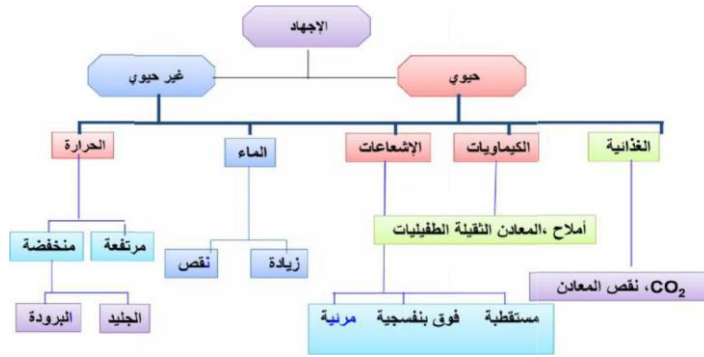 الإجهاد
حيوي
غير حيوي
الغذائية
الكيماويات
الإشعاعات
الماء
الحرارة
أملاح ،المعادن الثقيلة الطفيليات
مرتفعة
منخفضة
زيادة
نقص
CO₂، نقص المعادن
مستقطبة
فوق بنفسجية
مرئية
الجليد
البرودة